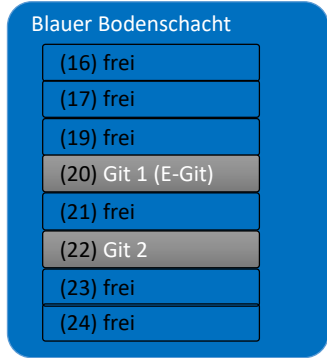 Blauer Bodenschacht
(16) frei
(17) frei
(19) frei
(20) Git 1 (E-Git)
(21) frei
(22) Git 2
(23) frei
(24) frei